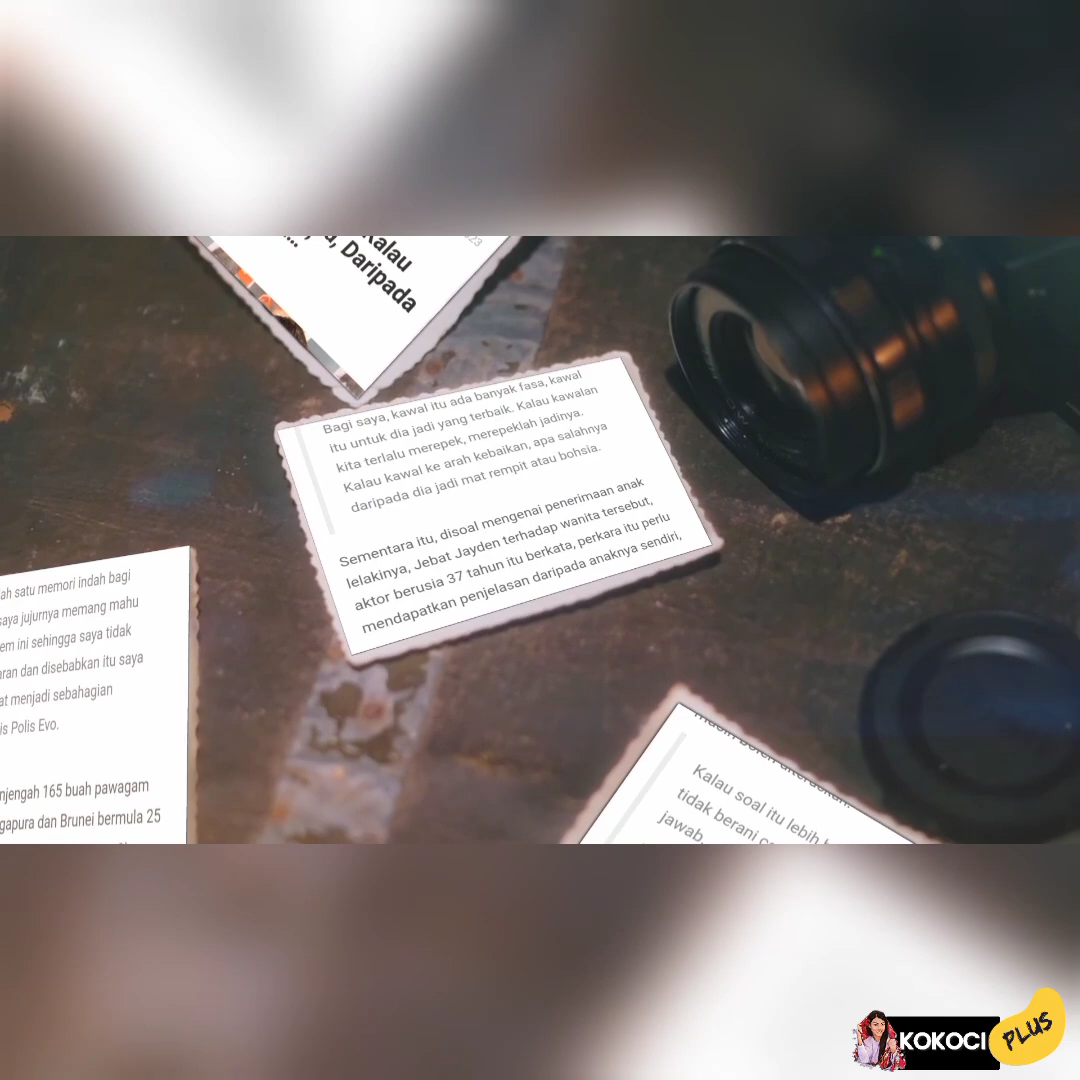 Kalau
Daripada
23
Bagi saya, kawal itu ada banyak fasa, kawal
itu untuk dia jadi yang terbaik. Kalau kawalan
kita terlalu merepek, merepeklah jadinya.
Kalau kawal ke arah kebaikan, apa salahnya
daripada dia jadi mat rempit atau bohsia.
Sementara itu, disoal mengenai penerimaan anak
lelakinya, Jebat Jayden terhadap wanita tersebut,
aktor berusia 37 tahun itu berkata, perkara itu perlu
mendapatkan penjelasan daripada anaknya sendiri,
satu memori indah bagi
saya jujurnya memang mahu
ini sehingga saya tidak
dan disebabkan itu saya
menjadi sebahagian
Polis Evo.
165 buah pawagam
dan Brunei bermula 25
Kalau soal itu lebih
tidak berani
jawab,
KOKOCI
PLUS